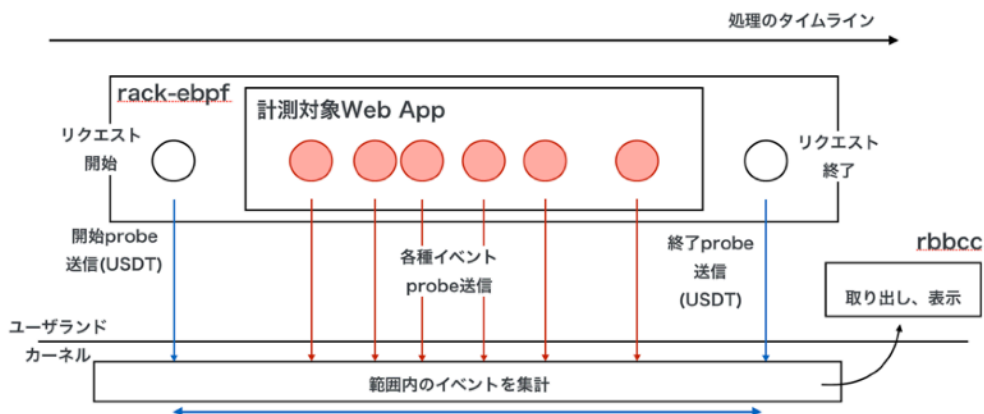 処理のタイムライン
rack-ebpf
計測対象Web App
リクエスト
開始
リクエスト
終了
開始probe
送信(USDT)
各種イベント
probe送信
終了probe
送信
(USDT)
rbbcc
取り出し、表示
ユーザランド
カーネル
範囲内のイベントを集計